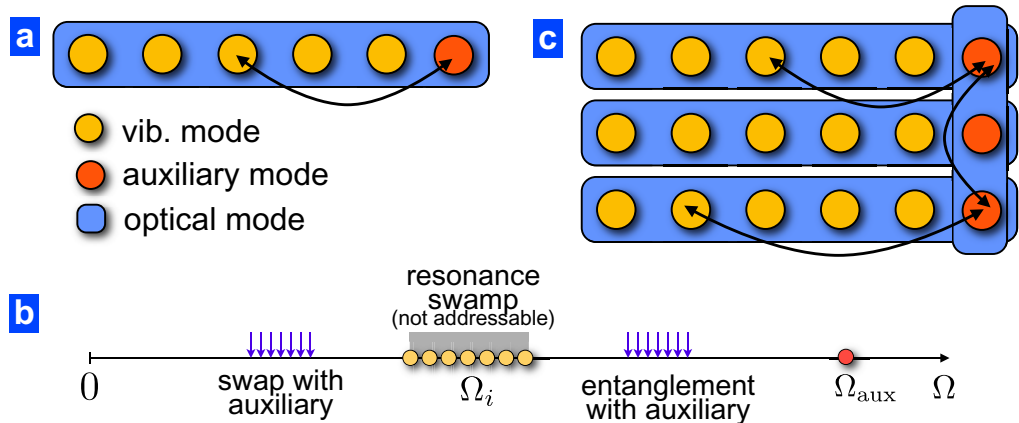 a
vib. mode
auxiliary mode
optical mode
c
b
resonance
swamp
(not addressable)
0
swap with
auxiliary
Ω_i
entanglement
with auxiliary
Ω_aux
Ω